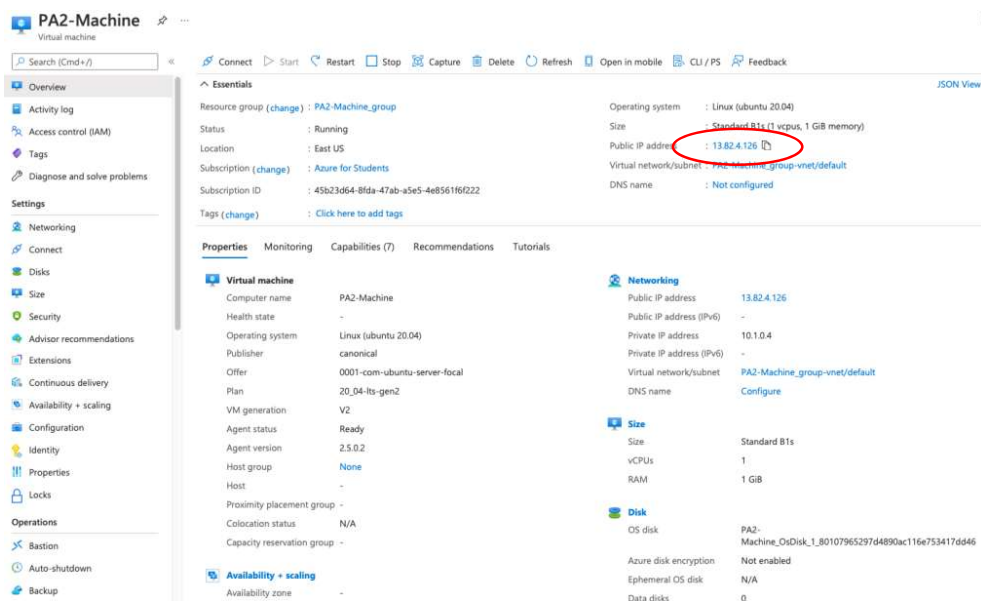 PA2-Machine
Virtual machine
Search (Cmd+/)
Overview
Activity log
Access control (IAM)
Tags
Diagnose and solve problems
Settings
Networking
Connect
Disks
Size
Security
Advisor recommendations
Extensions
Continuous delivery
Availability + scaling
Configuration
Identity
Properties
Locks
Operations
Bastion
Auto-shutdown
Backup
Connect Start Restart Stop Capture Delete Refresh Open in mobile CLI / PS Feedback
Essentials JSON View
Resource group (change) : PA2-Machine_group
Status : Running
Location : East US
Subscription (change) : Azure for Students
Subscription ID : 45b23d64-8fda-47ab-a5e5-4e8561f6f222
Tags (change) : Click here to add tags
Operating system : Linux (ubuntu 20.04)
Size : Standard B1s (1 vcpus, 1 GiB memory)
Public IP address : 13.82.4.126
Virtual network/subnet : PA2-Machine_group-vnet/default
DNS name : Not configured
Properties Monitoring Capabilities (7) Recommendations Tutorials
Virtual machine
Computer name PA2-Machine
Health state -
Operating system Linux (ubuntu 20.04)
Publisher canonical
Offer 0001-com-ubuntu-server-focal
Plan 20_04-lts-gen2
VM generation V2
Agent status Ready
Agent version 2.5.0.2
Host group None
Host -
Proximity placement group -
Colocation status N/A
Capacity reservation group -
Availability + scaling
Availability zone -
Networking
Public IP address 13.82.4.126
Public IP address (IPv6) -
Private IP address 10.1.0.4
Private IP address (IPv6) -
Virtual network/subnet PA2-Machine_group-vnet/default
DNS name Configure
Size
Size Standard B1s
vCPUs 1
RAM 1 GiB
Disk
OS disk PA2-
Machine_OsDisk_1_80107965297d4890ac116e753417dd46
Azure disk encryption Not enabled
Ephemeral OS disk N/A
Data disks 0